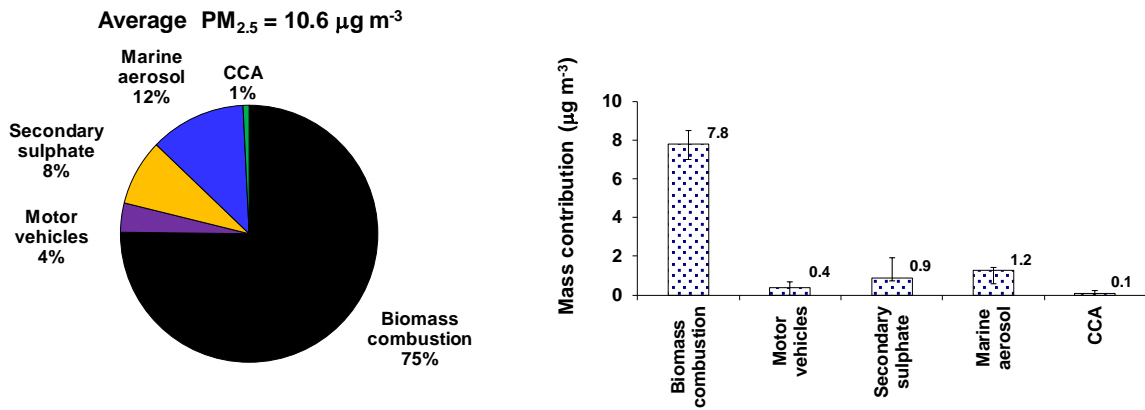 Average PM2.5 = 10.6 μg m-3
Marine
aerosol
12%
CCA
1%
Secondary
sulphate
8%
Motor
vehicles
4%
Biomass
combustion
75%
Mass contribution (μg m-3)
10
8
6
4
2
0
7.8
0.4
0.9
1.2
0.1
Biomass
combustion
Motor
vehicles
Secondary
sulphate
Marine
aerosol
CCA